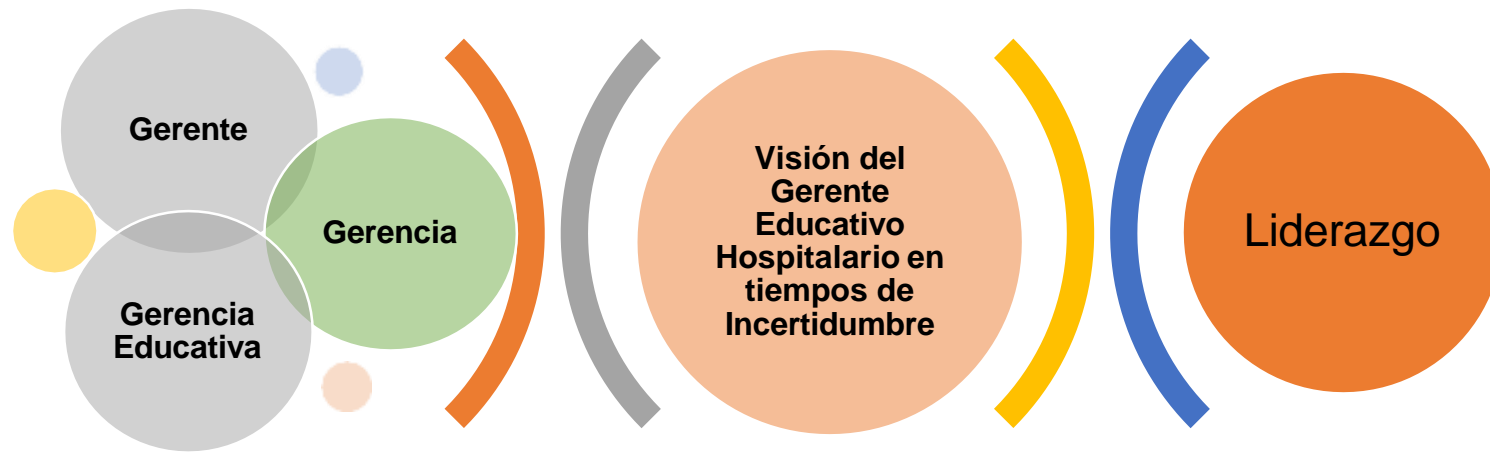 Gerente
Gerencia
Gerencia
Educativa
Visión del
Gerente
Educativo
Hospitalario en
tiempos de
Incertidumbre
Liderazgo